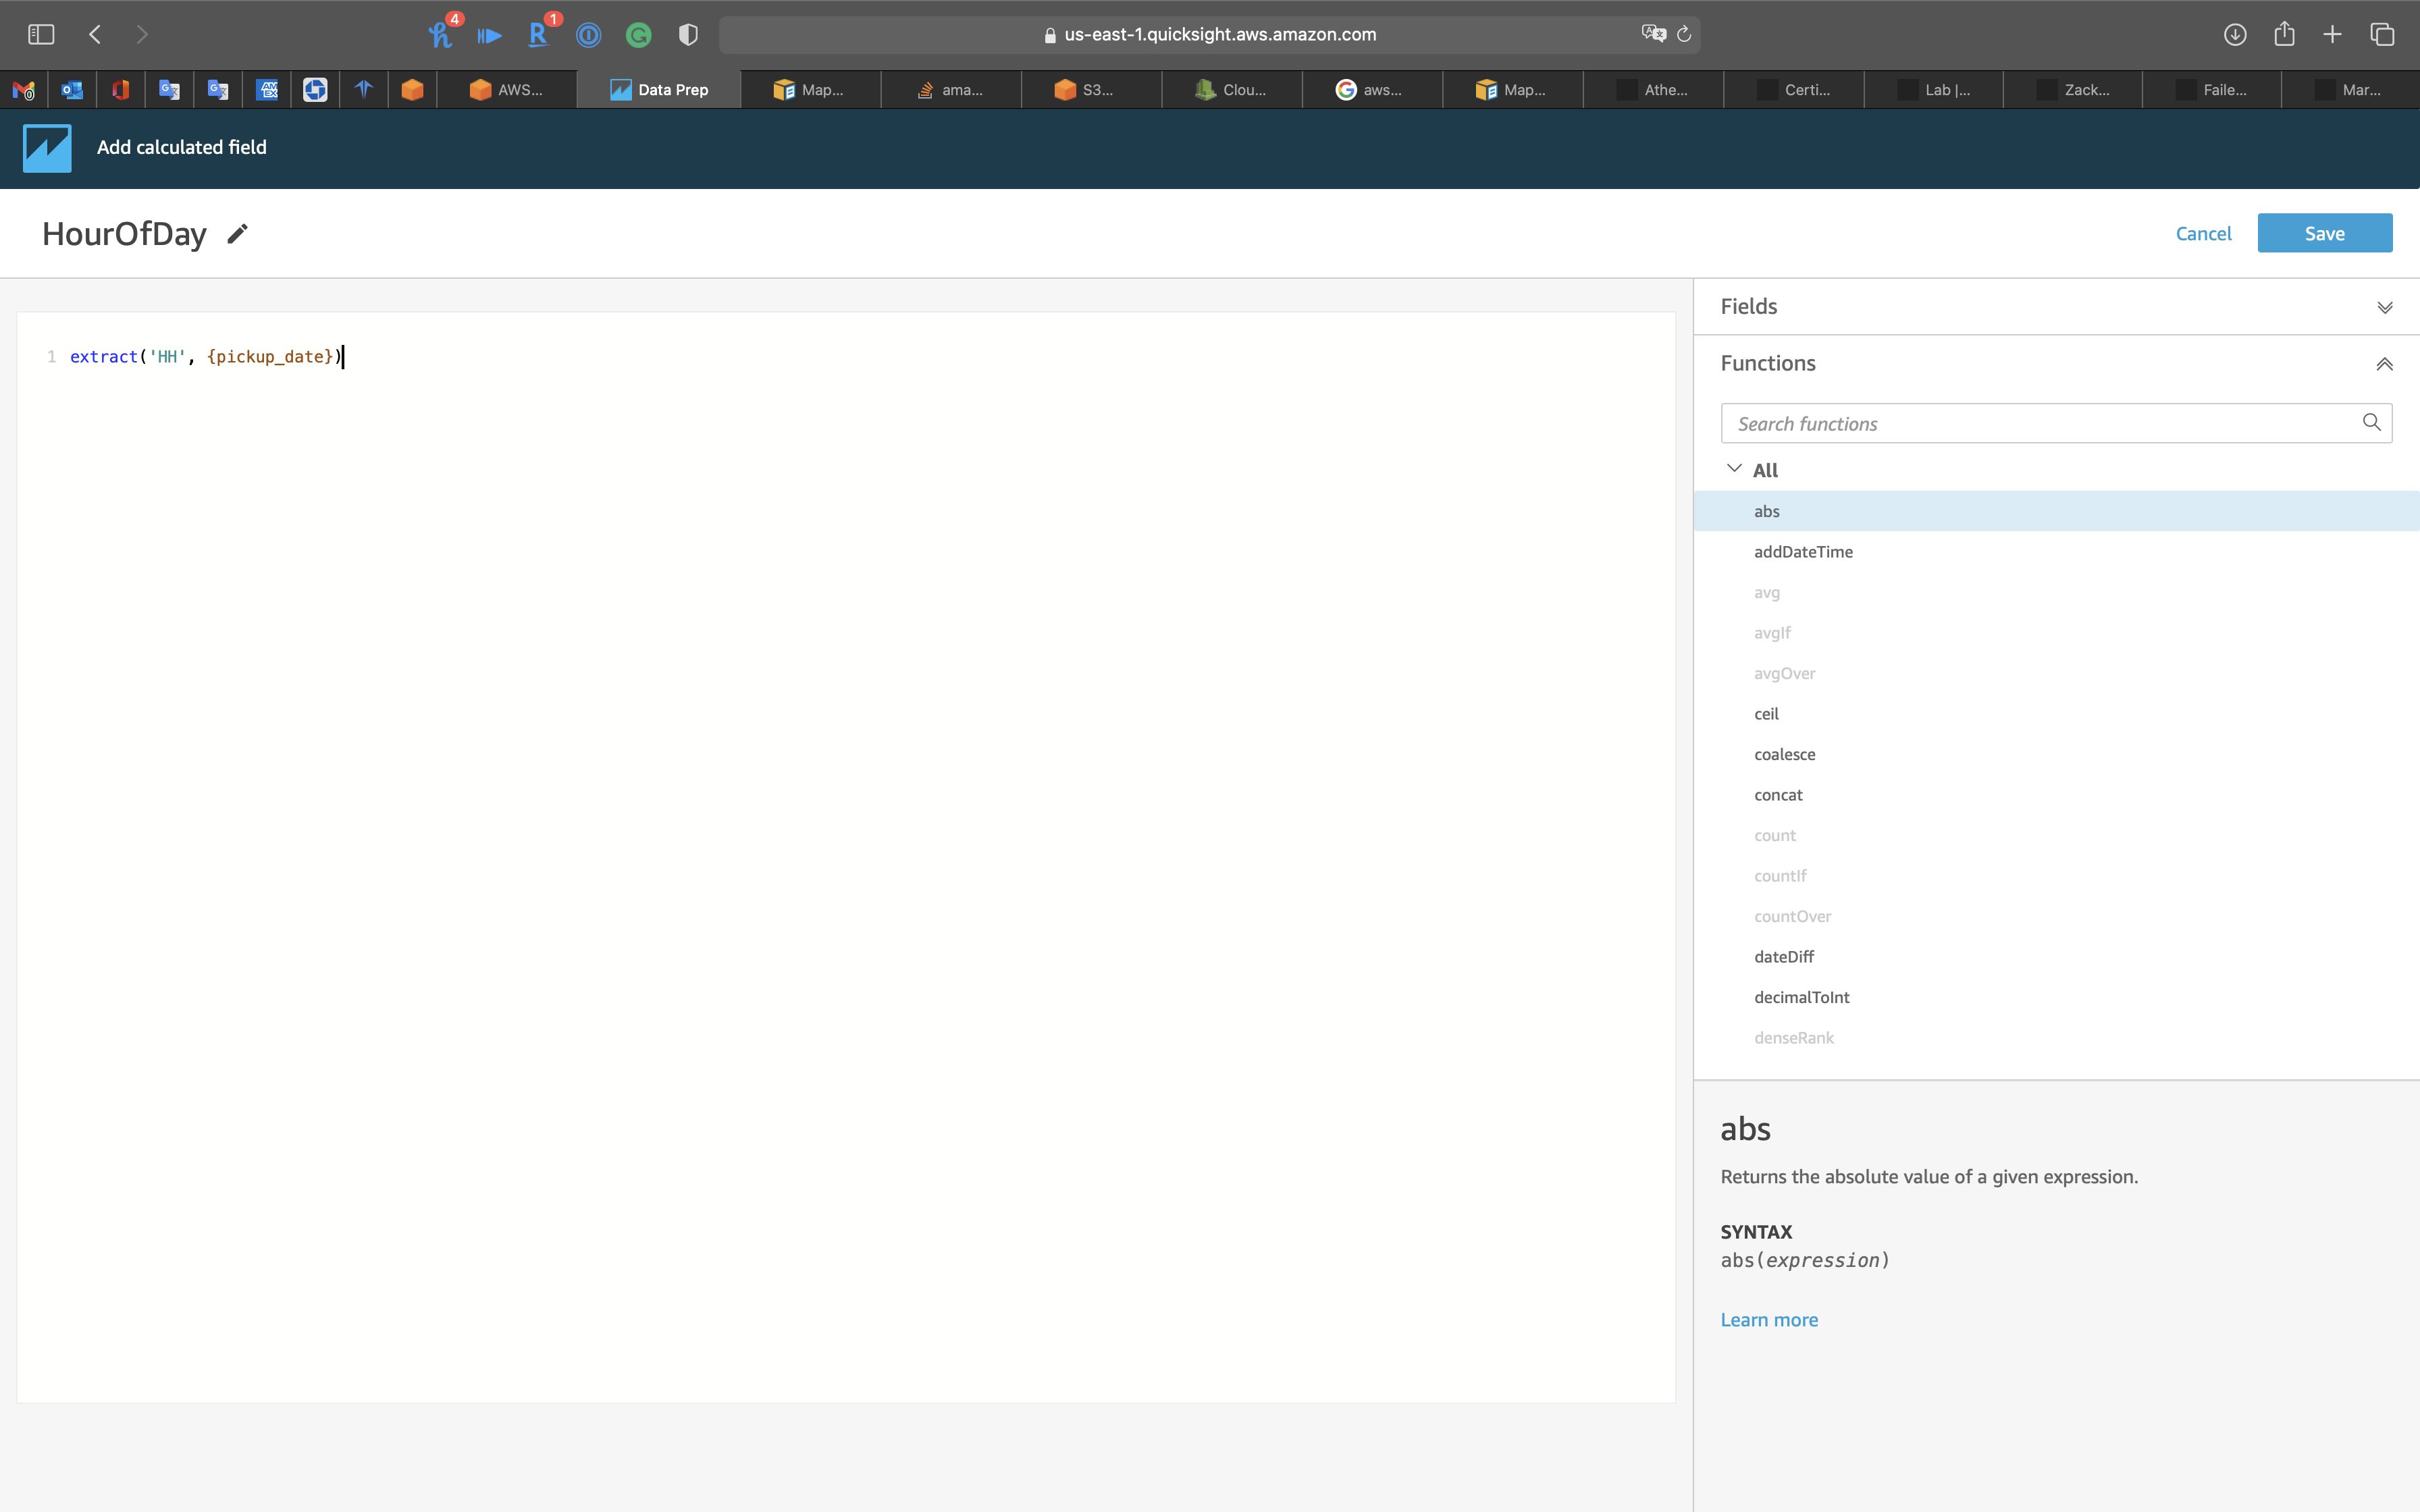 4
1
us-east-1.quicksight.aws.amazon.com
AWS...
Data Prep
Map...
ama...
S3...
Clou...
aws...
Map...
Athe...
Certi...
Lab |...
Zack...
Faile...
Mar...
Add calculated field
HourOfDay
Cancel
Save
1 extract('HH', {pickup_date})
Fields
Functions
Search functions
All
abs
addDateTime
avg
avgIf
avgOver
ceil
coalesce
concat
count
countIf
countOver
dateDiff
decimalToInt
denseRank
abs
Returns the absolute value of a given expression.
SYNTAX
abs(expression)
Learn more